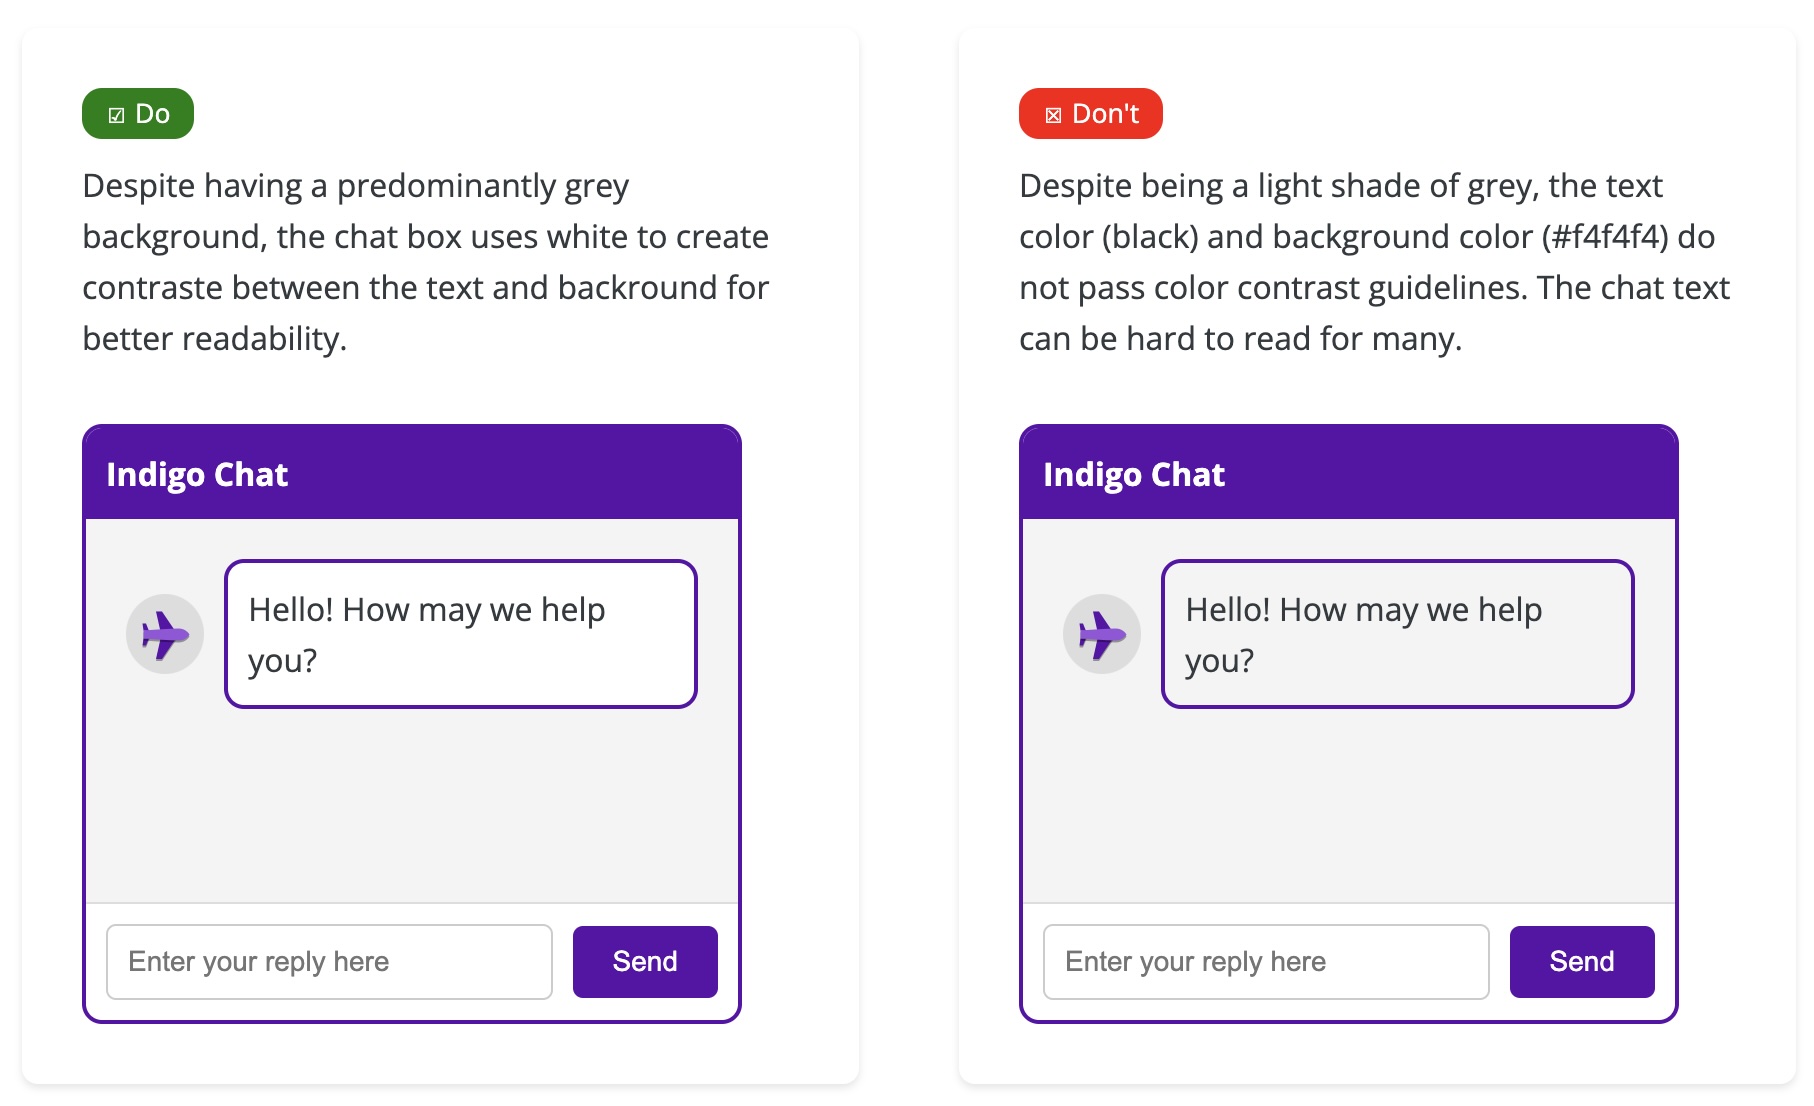 ☑ Do
Despite having a predominantly grey
background, the chat box uses white to create
contraste between the text and backround for
better readability.
Indigo Chat
Hello! How may we help
you?
Enter your reply here
Send
☒ Don't
Despite being a light shade of grey, the text
color (black) and background color (#f4f4f4) do
not pass color contrast guidelines. The chat text
can be hard to read for many.
Indigo Chat
Hello! How may we help
you?
Enter your reply here
Send